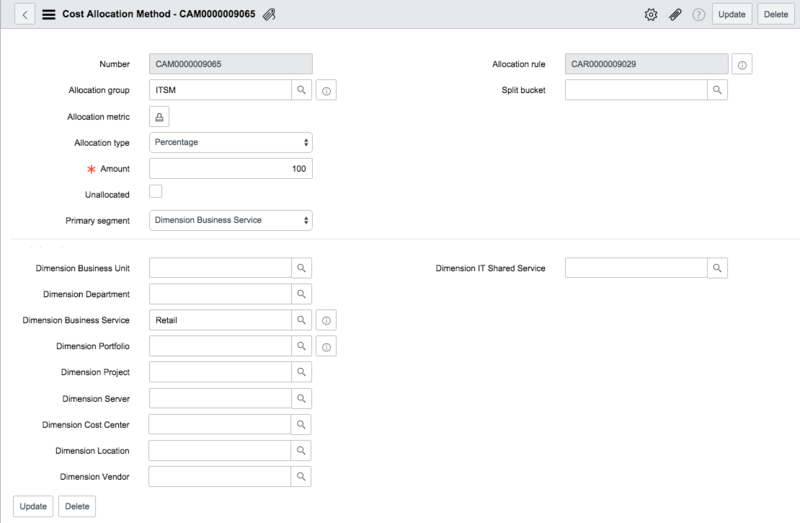 Cost Allocation Method - CAM0000009065
Update
Delete
Number
CAM0000009065
Allocation rule
CAR0000009029
Allocation group
ITSM
Split bucket
Allocation metric
Allocation type
Percentage
* Amount
100
Unallocated
Primary segment
Dimension Business Service
Dimension Business Unit
Dimension IT Shared Service
Dimension Department
Dimension Business Service
Retail
Dimension Portfolio
Dimension Project
Dimension Server
Dimension Cost Center
Dimension Location
Dimension Vendor
Update
Delete